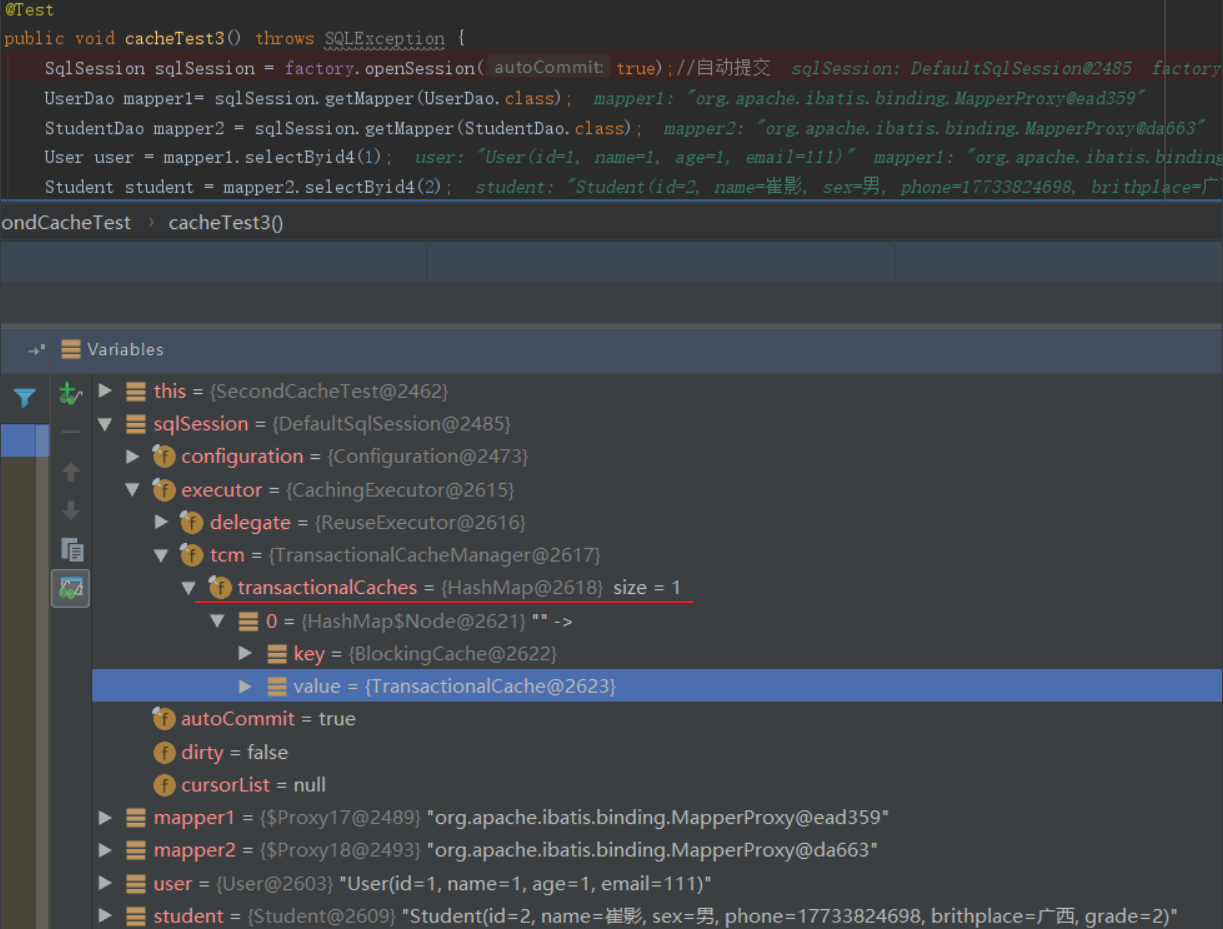 @Test
public void cacheTest3() throws SQLException {
SqlSession sqlSession = factory.openSession( autoCommit: true);//自动提交 sqlSession: DefaultSqlSession@2485 factory
UserDao mapper1= sqlSession.getMapper(UserDao.class); mapper1: "org.apache.ibatis.binding.MapperProxy@ead359"
StudentDao mapper2 = sqlSession.getMapper(StudentDao.class); mapper2: "org.apache.ibatis.binding.MapperProxy@da663"
User user = mapper1.selectByid4(1); user: "User(id=1, name=1, age=1, email=111)" mapper1: "org.apache.ibatis.binding
Student student = mapper2.selectByid4(2); student: "Student(id=2, name=崔影, sex=男, phone=17733824698, brithplace=广
ondCacheTest › cacheTest3()
Variables
this = {SecondCacheTest@2462}
sqlSession = {DefaultSqlSession@2485}
configuration = {Configuration@2473}
executor = {CachingExecutor@2615}
delegate = {ReuseExecutor@2616}
tcm = {TransactionalCacheManager@2617}
transactionalCaches = {HashMap@2618} size = 1
0 = {HashMap$Node@2621} "" ->
key = {BlockingCache@2622}
value = {TransactionalCache@2623}
autoCommit = true
dirty = false
cursorList = null
mapper1 = {$Proxy17@2489} "org.apache.ibatis.binding.MapperProxy@ead359"
mapper2 = {$Proxy18@2493} "org.apache.ibatis.binding.MapperProxy@da663"
user = {User@2603} "User(id=1, name=1, age=1, email=111)"
student = {Student@2609} "Student(id=2, name=崔影, sex=男, phone=17733824698, brithplace=广西, grade=2)"